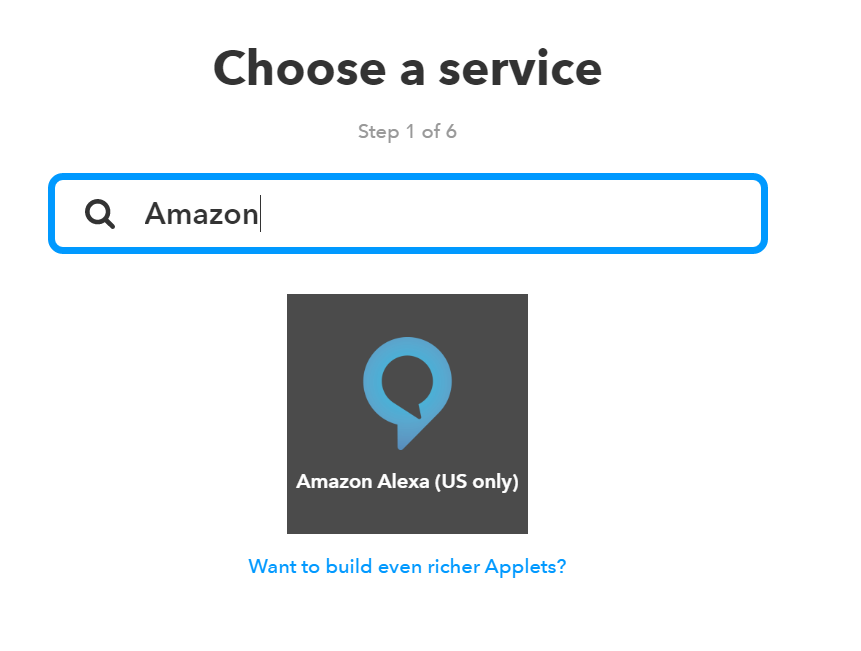 Choose a service
Step 1 of 6
Amazon
Amazon Alexa (US only)
Want to build even richer Applets?